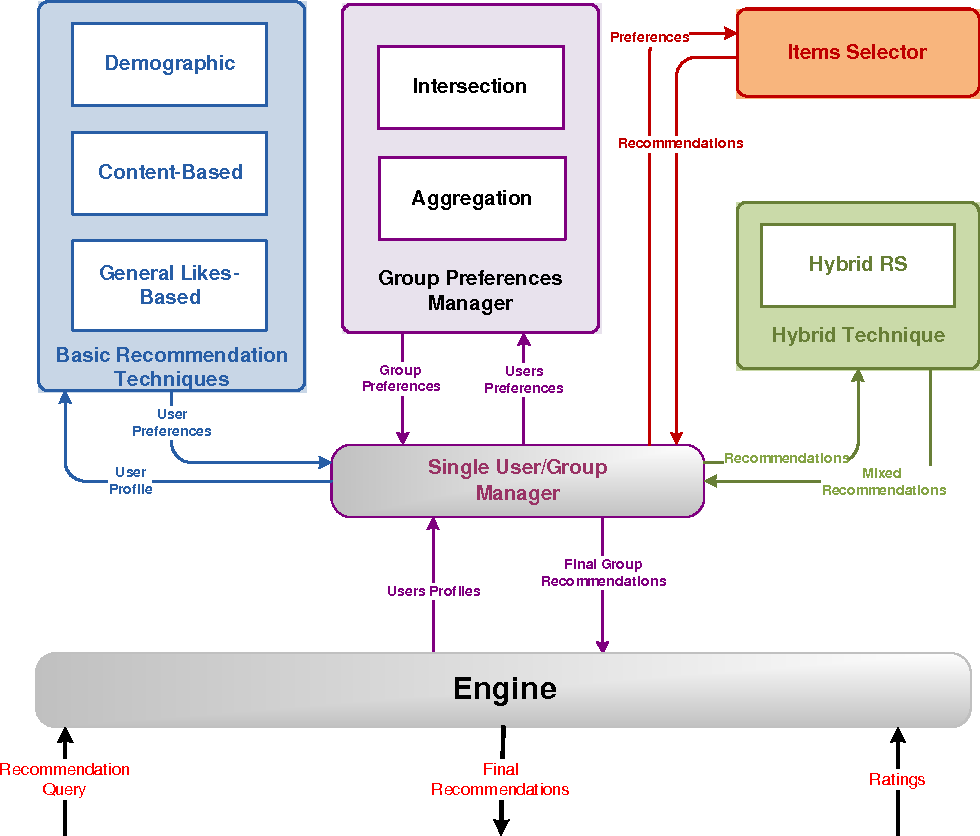 Demographic
Content-Based
General Likes-
Based
Basic Recommendation
Techniques
Intersection
Aggregation
Group Preferences
Manager
Preferences
Items Selector
Recommendations
Hybrid RS
Hybrid Technique
Group
Preferences
Users
Preferences
User
Preferences
User
Profile
Single User/Group
Manager
Recommendations
Mixed
Recommendations
Users Profiles
Final Group
Recommendations
Engine
Recommendation
Query
Final
Recommendations
Ratings